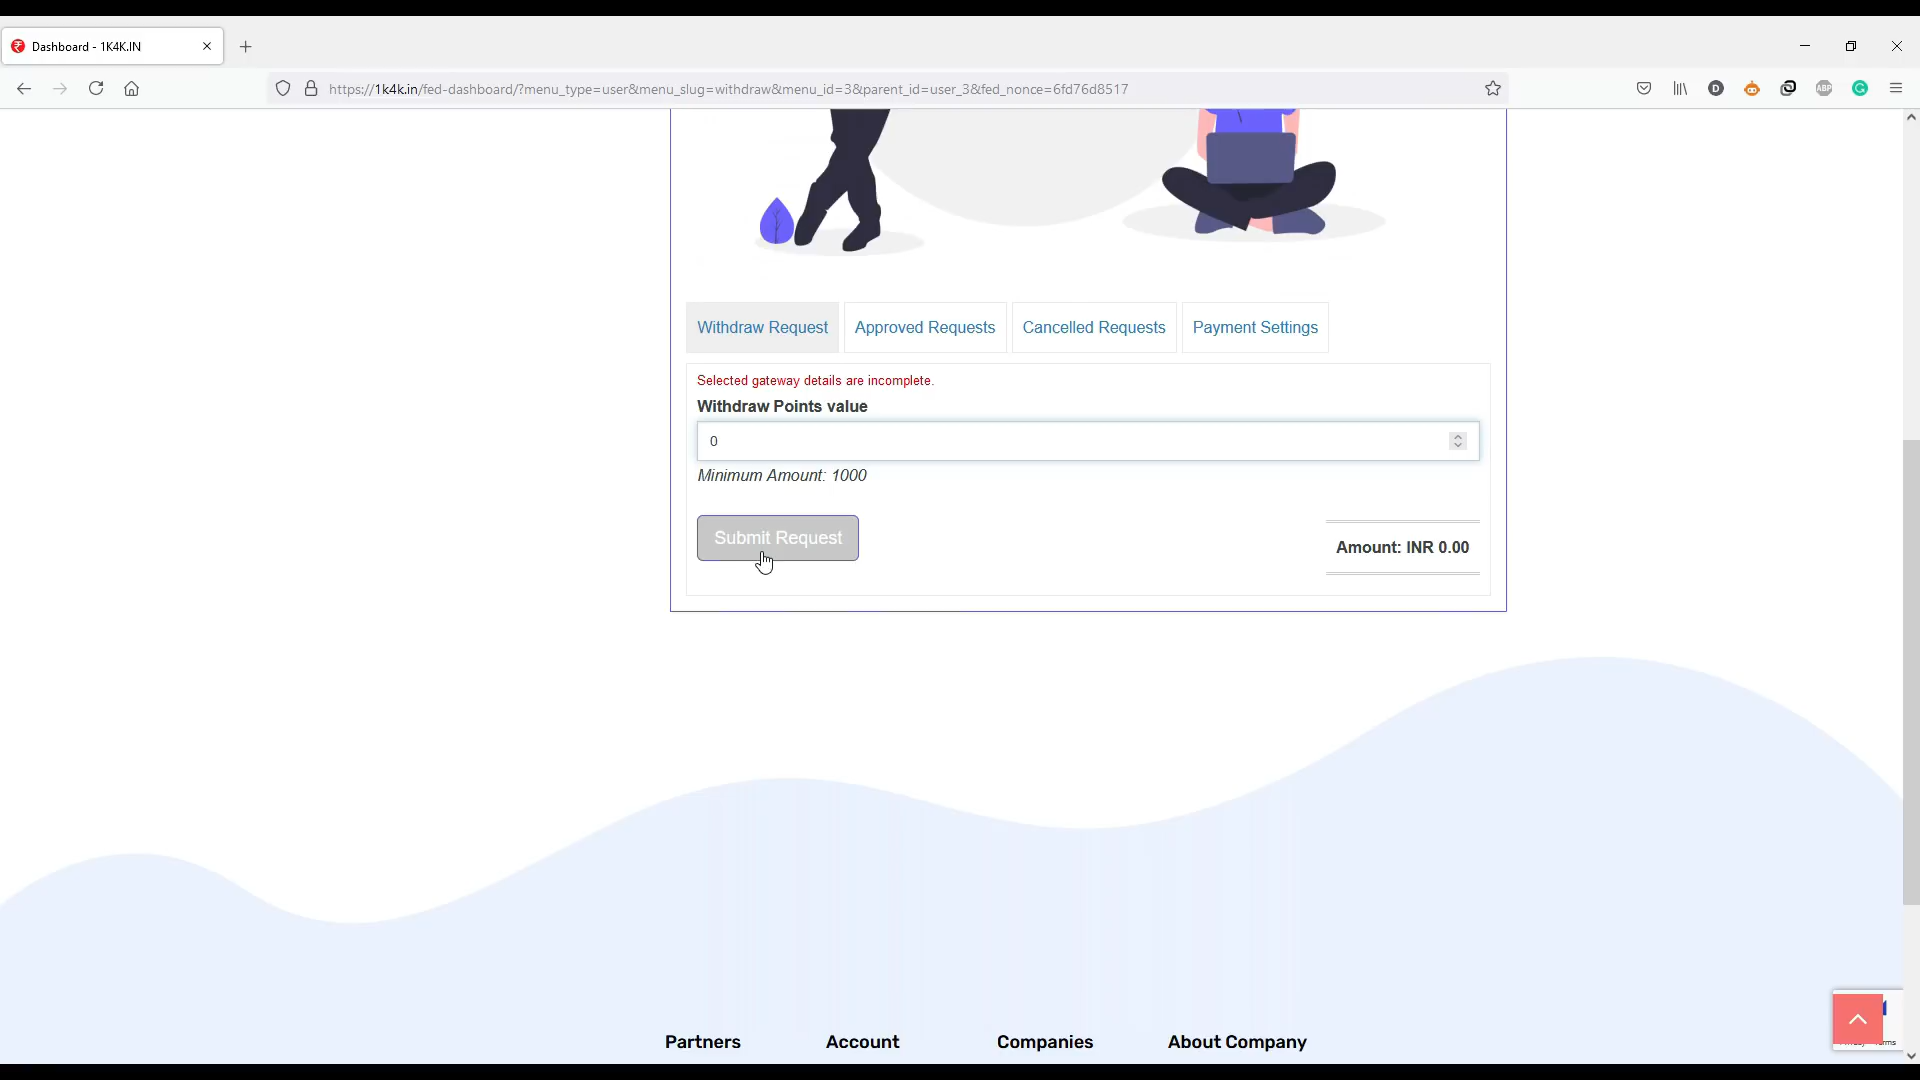 Dashboard - 1K4K.IN
https://1k4k.in/fed-dashboard/?menu_type=user&menu_slug=withdraw&menu_id=3&parent_id=user_3&fed_nonce=6fd76d8517
D
ABP
Withdraw Request
Approved Requests
Cancelled Requests
Payment Settings
Selected gateway details are incomplete.
Withdraw Points value
0
Minimum Amount: 1000
Submit Request
Amount: INR 0.00
Partners
Account
Companies
About Company